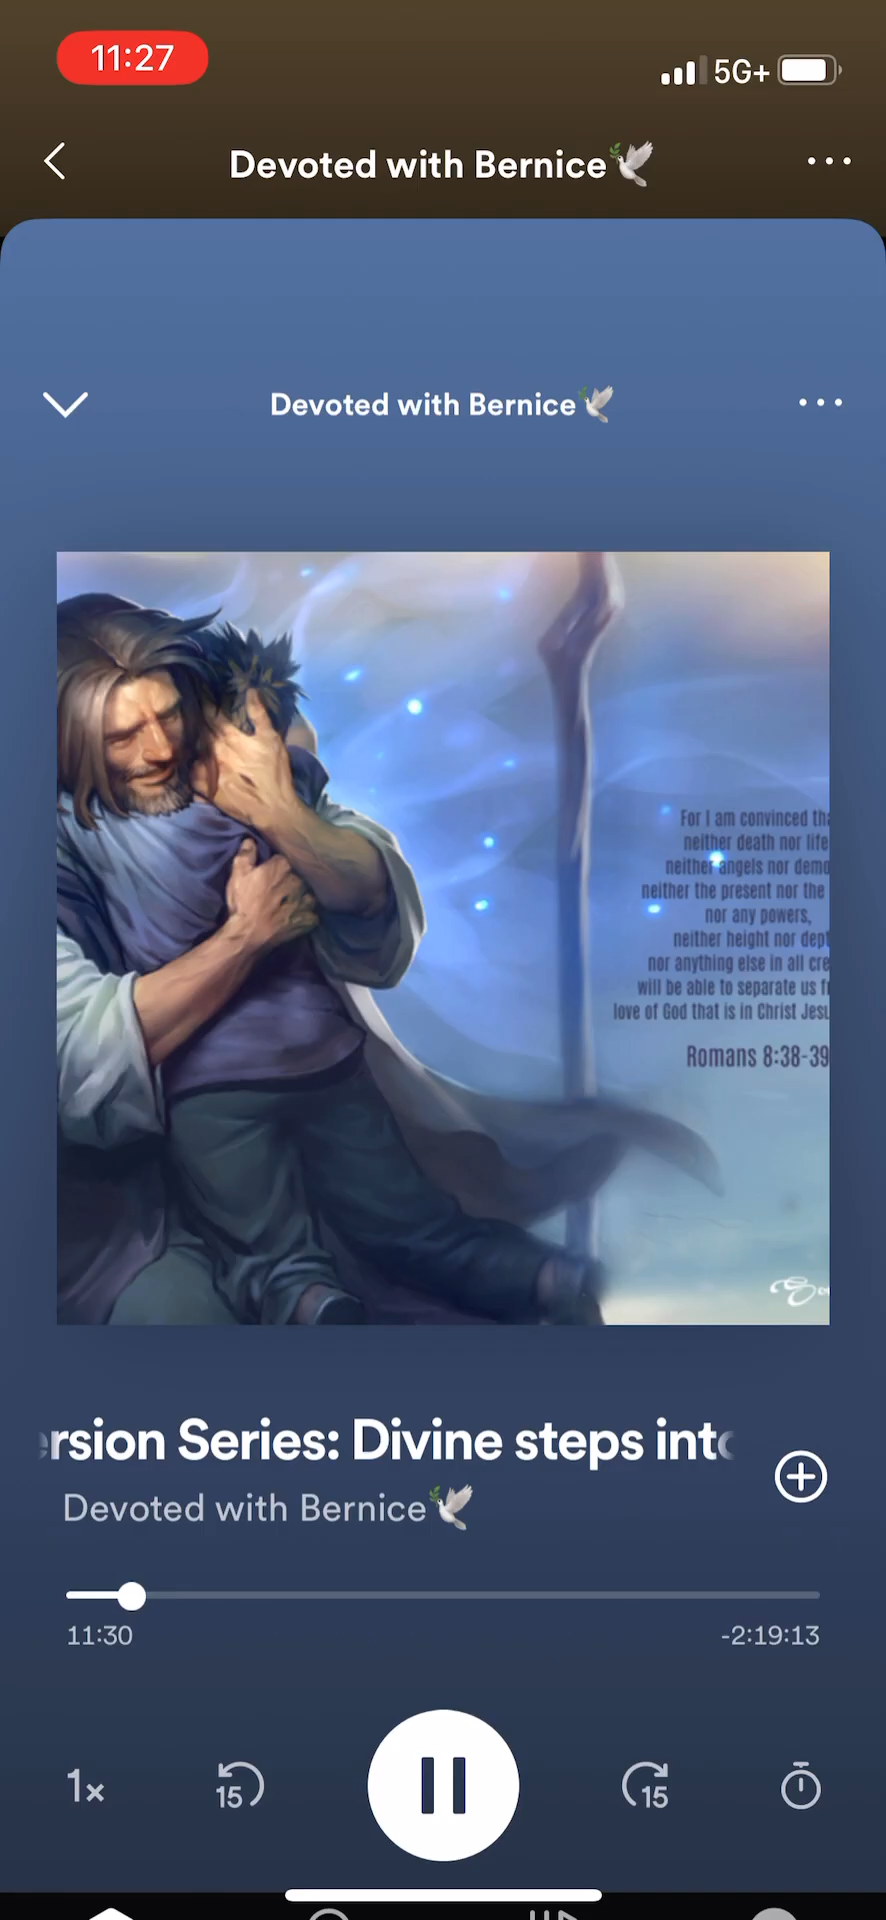 11:27
5G+
Devoted with Bernice🕊️
Devoted with Bernice🕊️
For I am convinced tha
neither death nor life
neither angels nor demo
neither the present nor the
nor any powers,
neither height nor dept
nor anything else in all cre
will be able to separate us f
love of God that is in Christ Jesu
Romans 8:38-39
rsion Series: Divine steps into
Devoted with Bernice🕊️
11:30
-2:19:13
1x
15
15